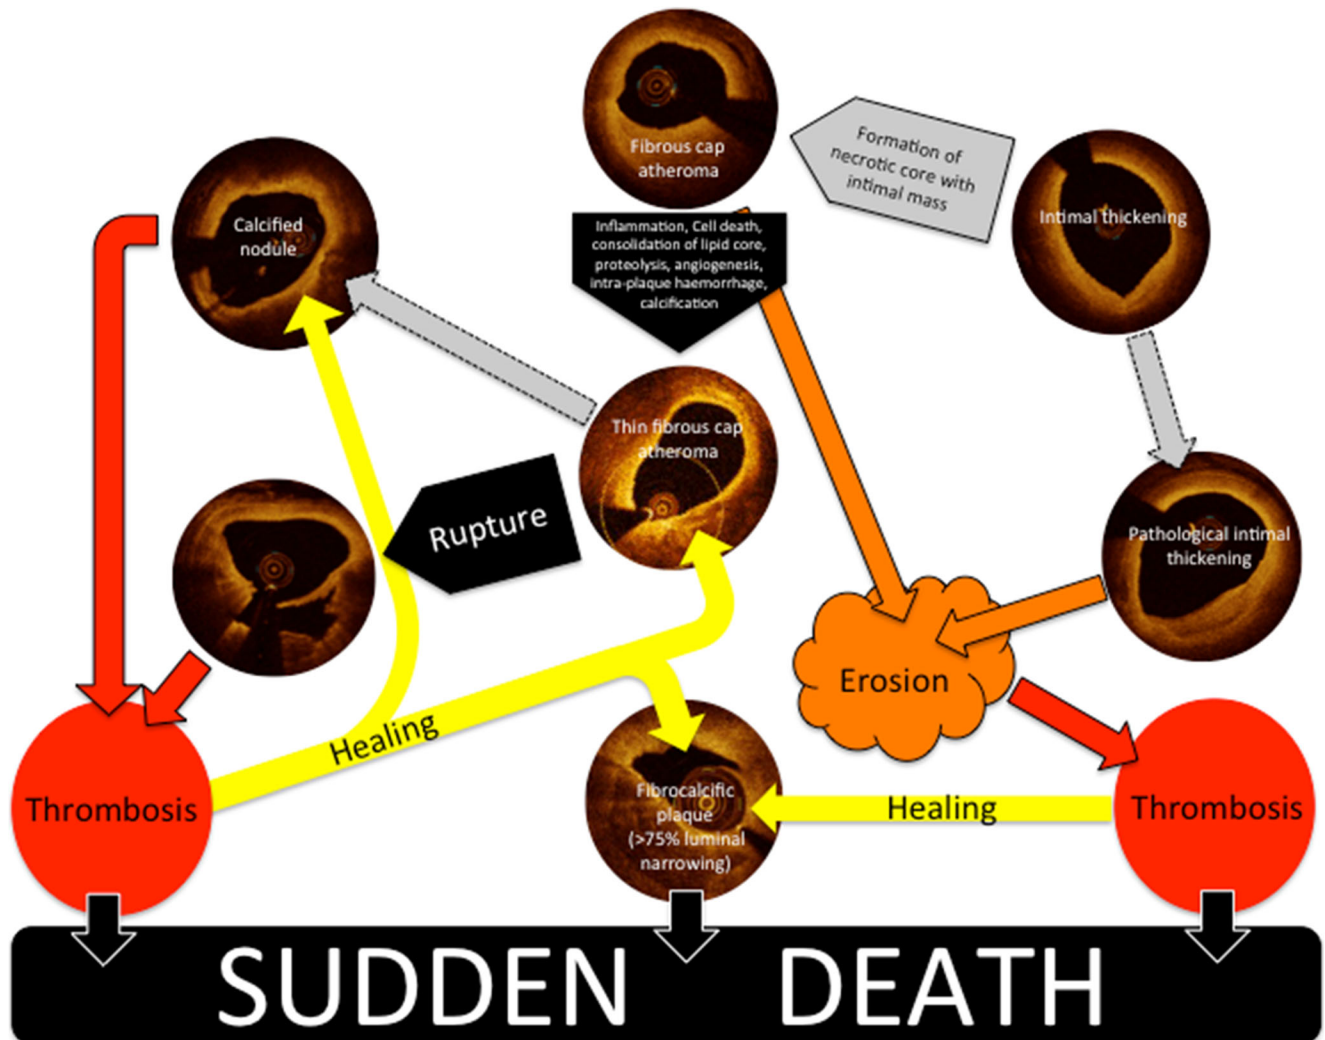 Fibrous cap
atheroma
Formation of
necrotic core with
intimal mass
Intimal thickening
Calcified
nodule
Inflammation, Cell death,
consolidation of lipid core,
proteolysis, angiogenesis,
intra-plaque haemorrhage,
calcification
Thin fibrous cap
atheroma
Rupture
Pathological intimal
thickening
Erosion
Healing
Thrombosis
Fibrocalcific
plaque
(>75% luminal
narrowing)
Healing
Thrombosis
SUDDEN DEATH